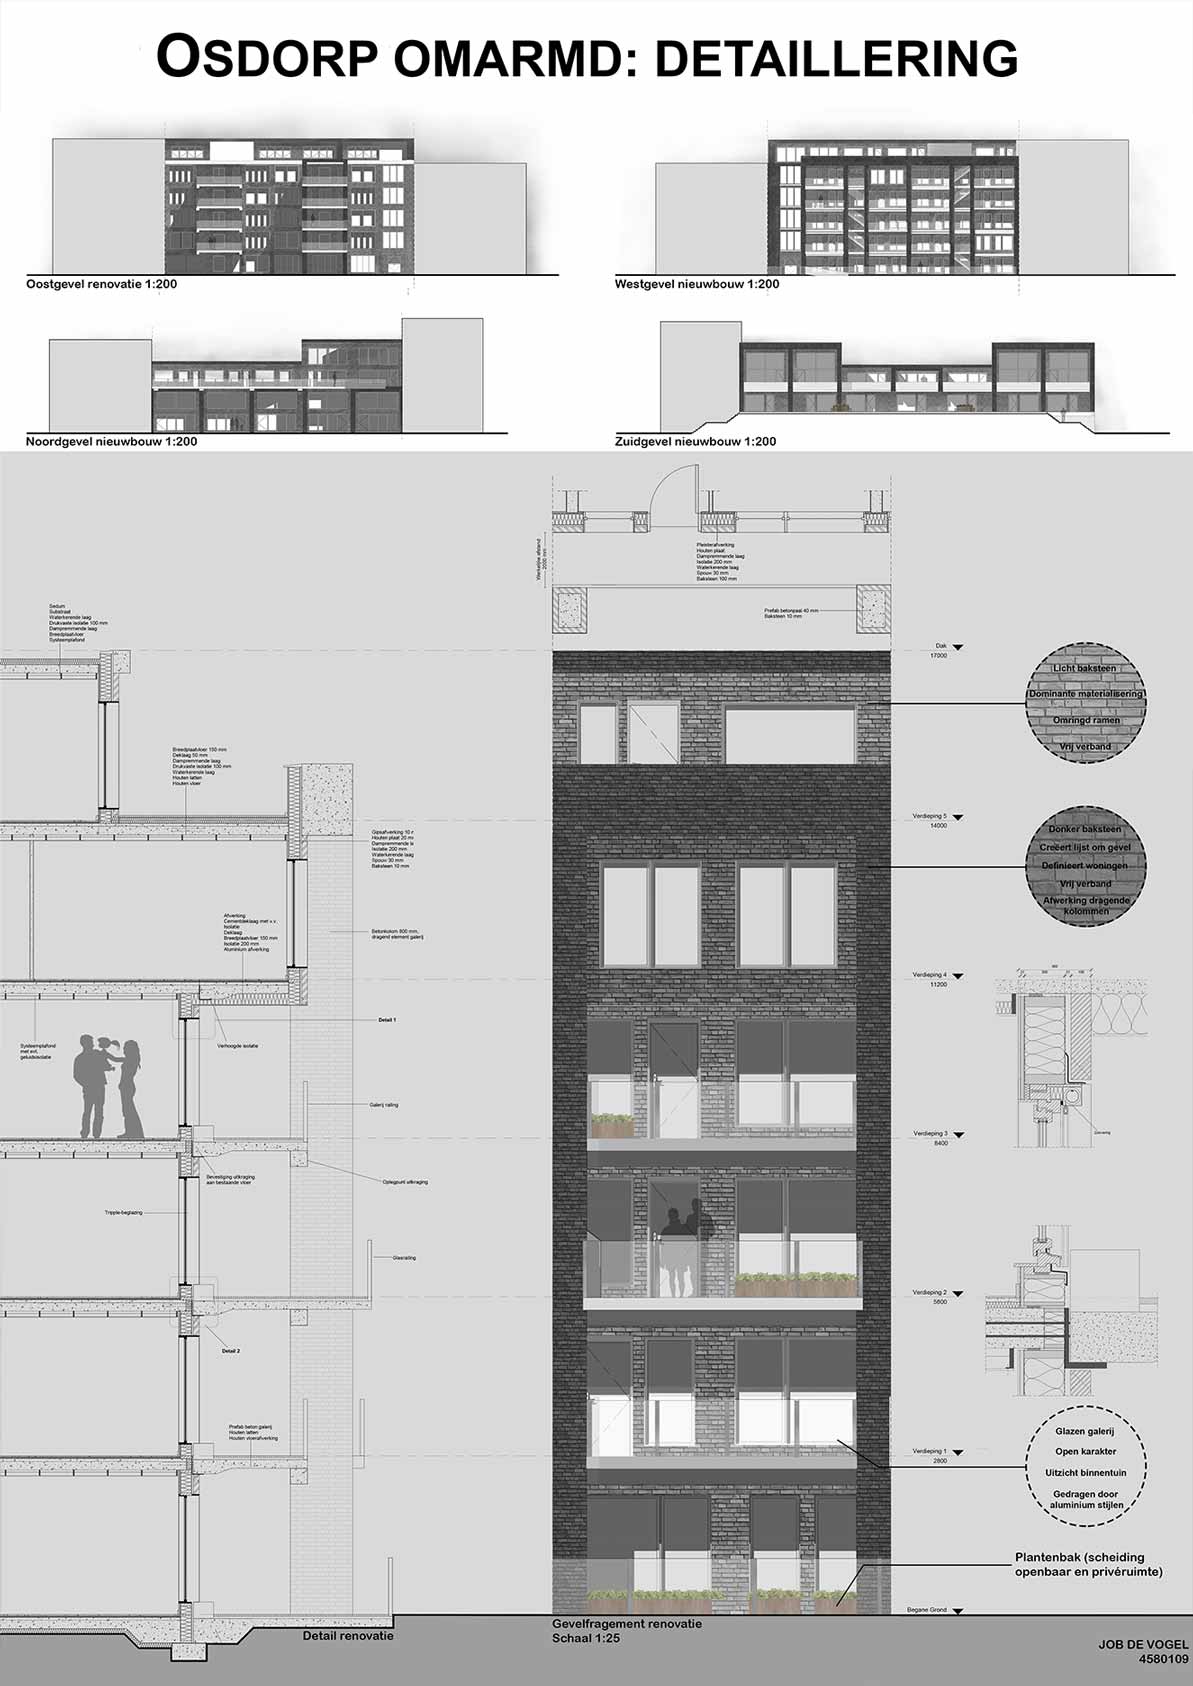 OSDORP OMARMD: DETAILLERING
Oostgevel renovatie 1:200
Westgevel nieuwbouw 1:200
Noordgevel nieuwbouw 1:200
Zuidgevel nieuwbouw 1:200
Werkelijke afstand
2000 mm
Pleisterafwerking
Houten plaat
Dampremmende laag
Isolatie 200 mm
Waterkerende laag
Spouw 30 mm
Baksteen 100 mm
Prefab betonpaal 40 mm
Baksteen 10 mm
Sedum
Substraat
Waterkerende laag
Drukvaste isolatie 100 mm
Dampremmende laag
Breedplaatvloer
Systeemplafond
Dak
17000
Licht baksteen
Dominante materialisering
Omringd ramen
Vrij verband
Breedplaatvloer 150 mm
Deklaag 50 mm
Dampremmende laag
Drukvaste isolatie 100 mm
Waterkerende laag
Houten latten
Houten vloer
Verdieping 5
14000
Gipsafwerking 10 r
Houten plaat 20 m
Dampremmende la
Isolatie 200 mm
Waterkerende laag
Spouw 30 mm
Baksteen 10 mm
Donker baksteen
Creëert lijst om gevel
Definieert woningen
Vrij verband
Afwerking dragende
kolommen
Afwerking
Cementdeklaag met v.v.
Isolatie
Deklaag
Breedplaatvloer 150 mm
Isolatie 200 mm
Aluminium afwerking
Betonkolom 800 mm,
dragend element galerij
Verdieping 4
11200
Detail 1
Systeemplafond
met evt.
geluidsisolatie
Verhoogde isolatie
Galerij railing
Verdieping 3
8400
Bevestiging uitkraging
aan bestaande vloer
Oplegpunt uitkraging
Tripple-beglazing
Glasrailing
Verdieping 2
5600
Detail 2
Prefab beton galerij
Houten latten
Houten vloerafwerking
Glazen galerij
Open karakter
Uitzicht binnentuin
Gedragen door
aluminium stijlen
Verdieping 1
2800
Plantenbak (scheiding
openbaar en privéruimte)
Begane Grond
Detail renovatie
Gevelfragement renovatie
Schaal 1:25
JOB DE VOGEL
4580109